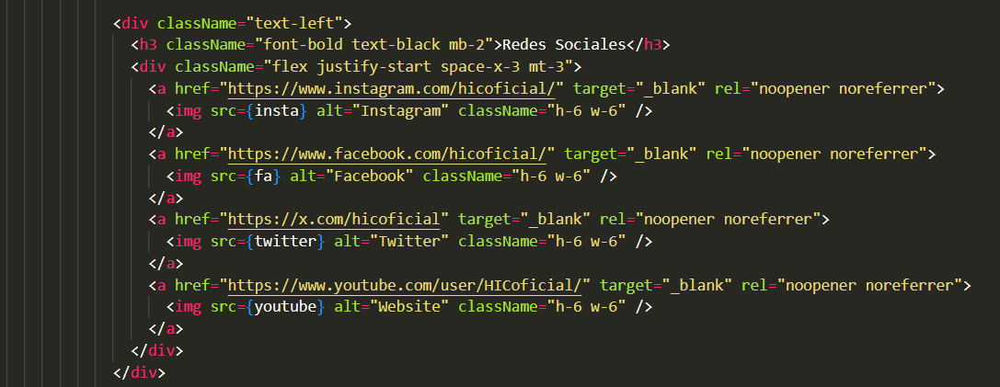 <div className="text-left">
<h3 className="font-bold text-black mb-2">Redes Sociales</h3>
<div className="flex justify-start space-x-3 mt-3">
<a href="https://www.instagram.com/hicoficial/" target="_blank" rel="noopener noreferrer">
<img src={insta} alt="Instagram" className="h-6 w-6" />
</a>
<a href="https://www.facebook.com/hicoficial/" target="_blank" rel="noopener noreferrer">
<img src={fa} alt="Facebook" className="h-6 w-6" />
</a>
<a href="https://x.com/hicoficial" target="_blank" rel="noopener noreferrer">
<img src={twitter} alt="Twitter" className="h-6 w-6" />
</a>
<a href="https://www.youtube.com/user/HICoficial/" target="_blank" rel="noopener noreferrer">
<img src={youtube} alt="Website" className="h-6 w-6" />
</a>
</div>
</div>